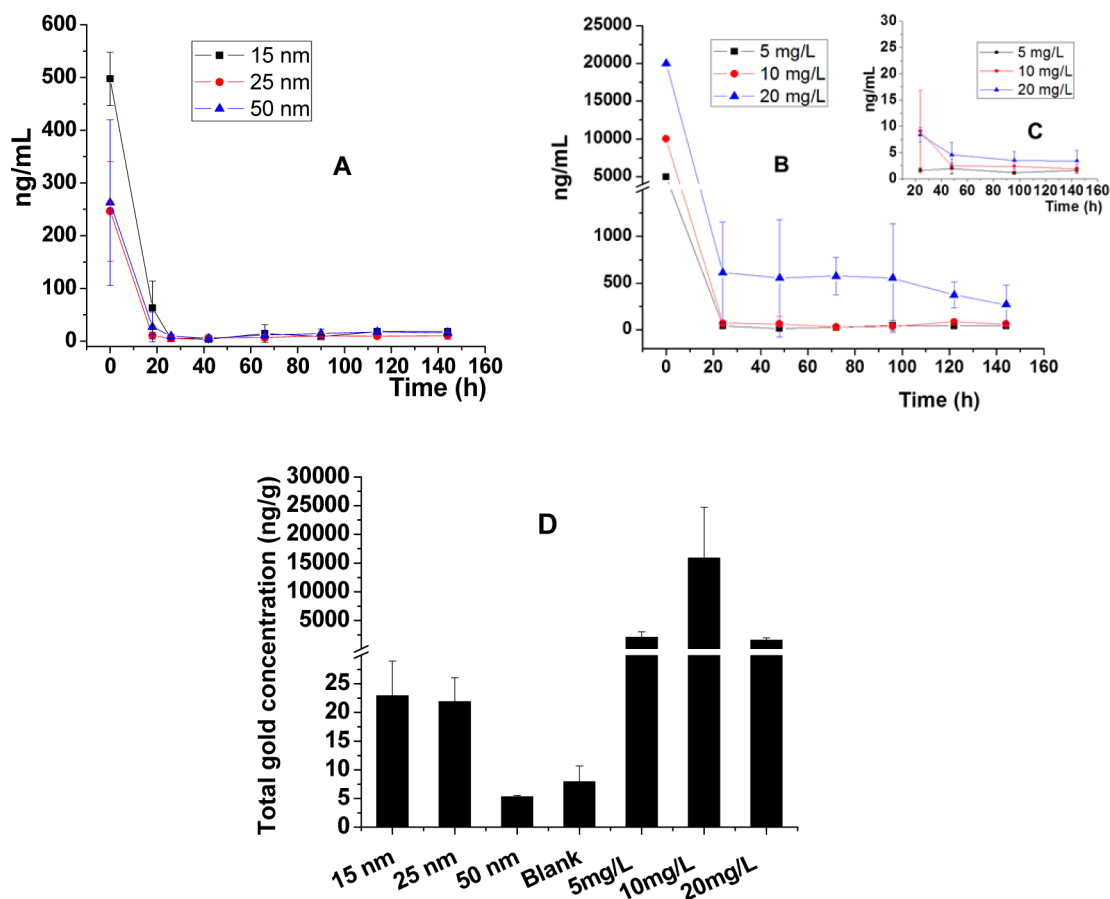 600
500
400
300
200
100
0
ng/mL
15 nm
25 nm
50 nm
A
0 20 40 60 80 100 120 140 160
Time (h)
25000
20000
15000
10000
5000
1000
500
0
ng/mL
5 mg/L
10 mg/L
20 mg/L
B
0 20 40 60 80 100 120 140 160
Time (h)
30
25
20
15
10
5
0
ng/mL
5 mg/L
10 mg/L
20 mg/L
C
20 40 60 80 100 120 140 160
Time (h)
30000
25000
20000
15000
10000
5000
25
20
15
10
5
0
Total gold concentration (ng/g)
D
15 nm
25 nm
50 nm
Blank
5mg/L
10mg/L
20mg/L